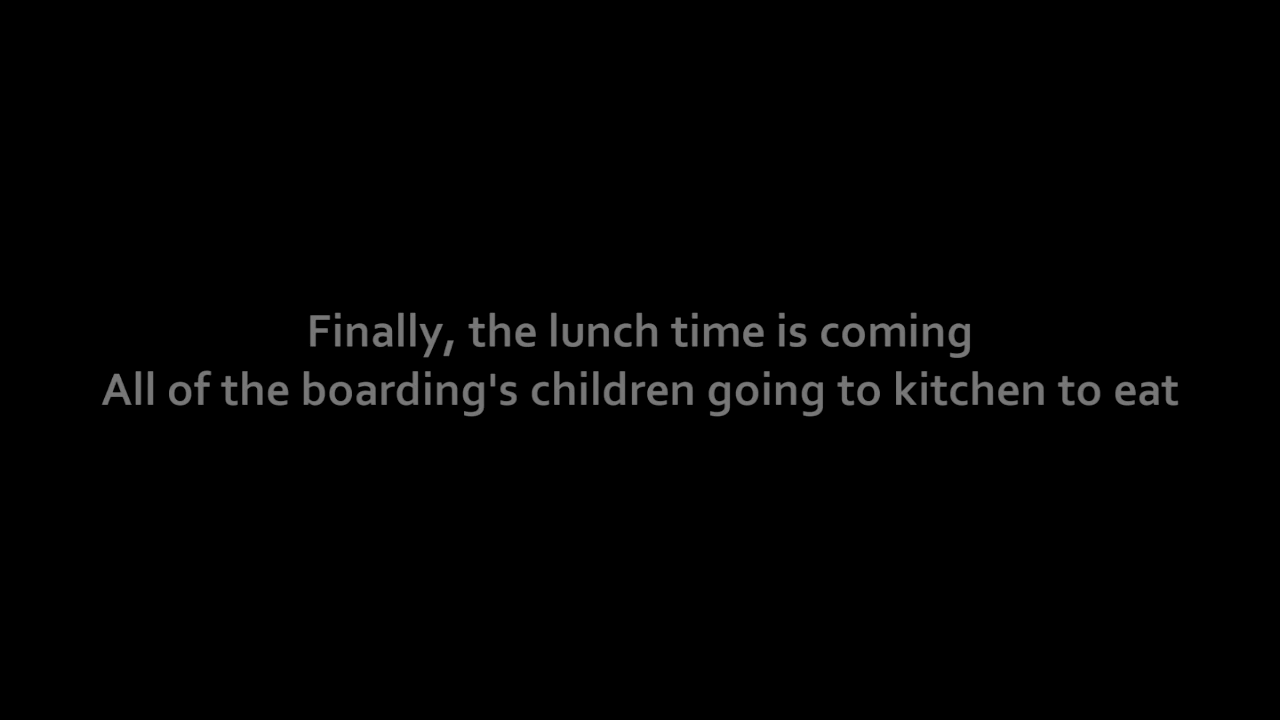 Finally, the lunch time is coming
All of the boarding's children going to kitchen to eat